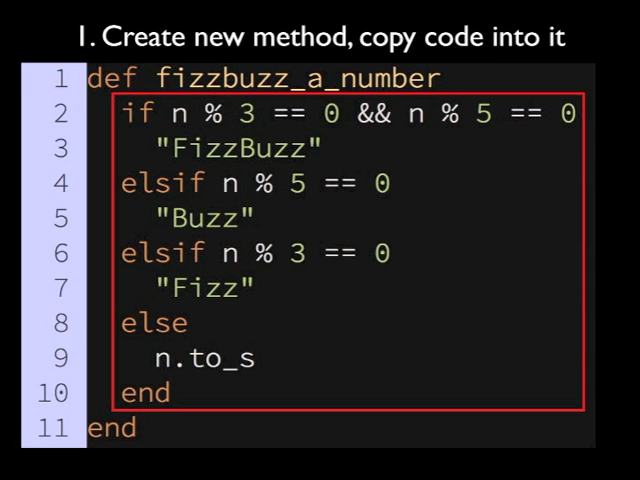 1. Create new method, copy code into it
1 def fizzbuzz_a_number
2   if n % 3 == 0 && n % 5 == 0
3     "FizzBuzz"
4   elsif n % 5 == 0
5     "Buzz"
6   elsif n % 3 == 0
7     "Fizz"
8   else
9     n.to_s
10   end
11 end